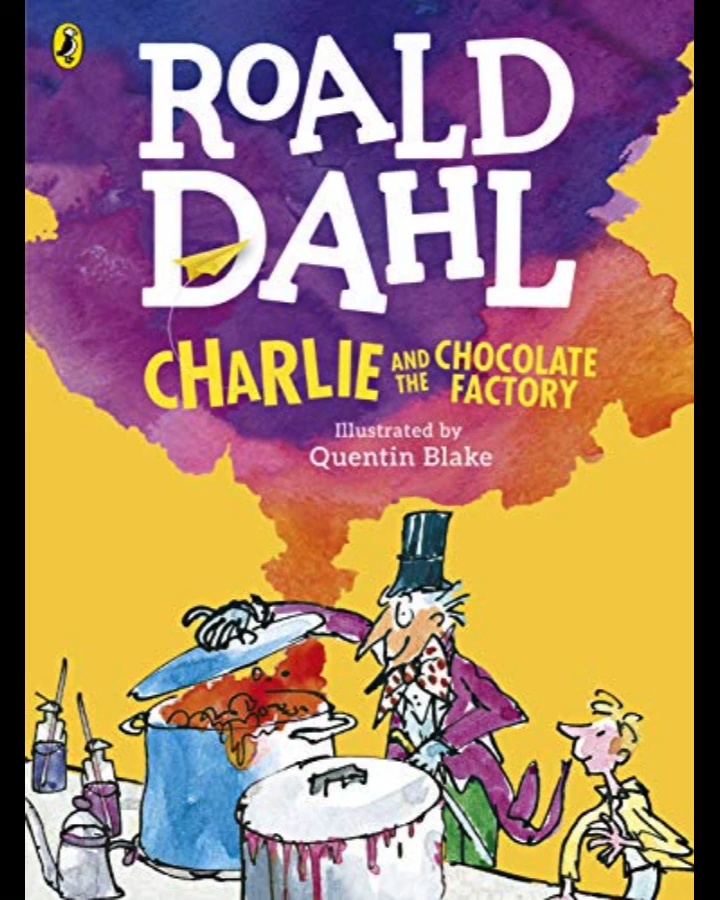 ROALD
DAHL
CHARLIE AND THE CHOCOLATE FACTORY
Illustrated by
Quentin Blake